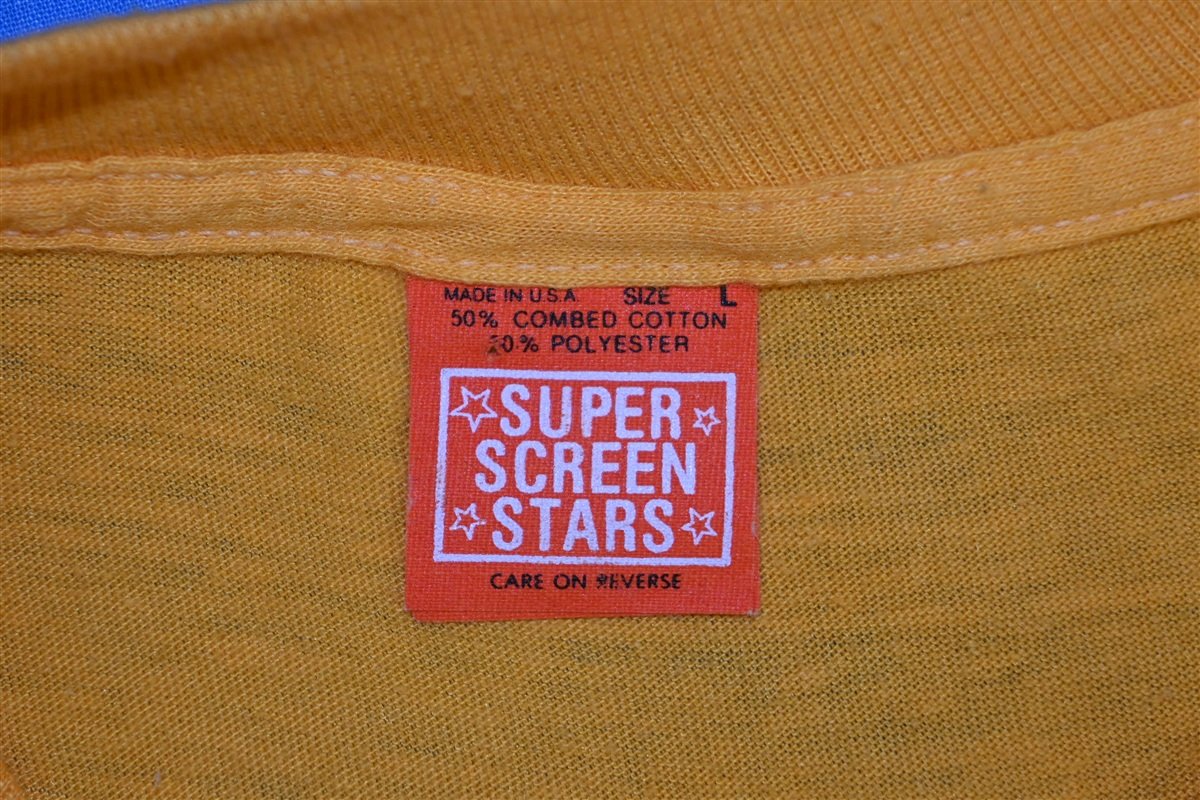 MADE IN U.S.A. SIZE L
50% COMBED COTTON
50% POLYESTER
SUPER
SCREEN
STARS
CARE ON REVERSE